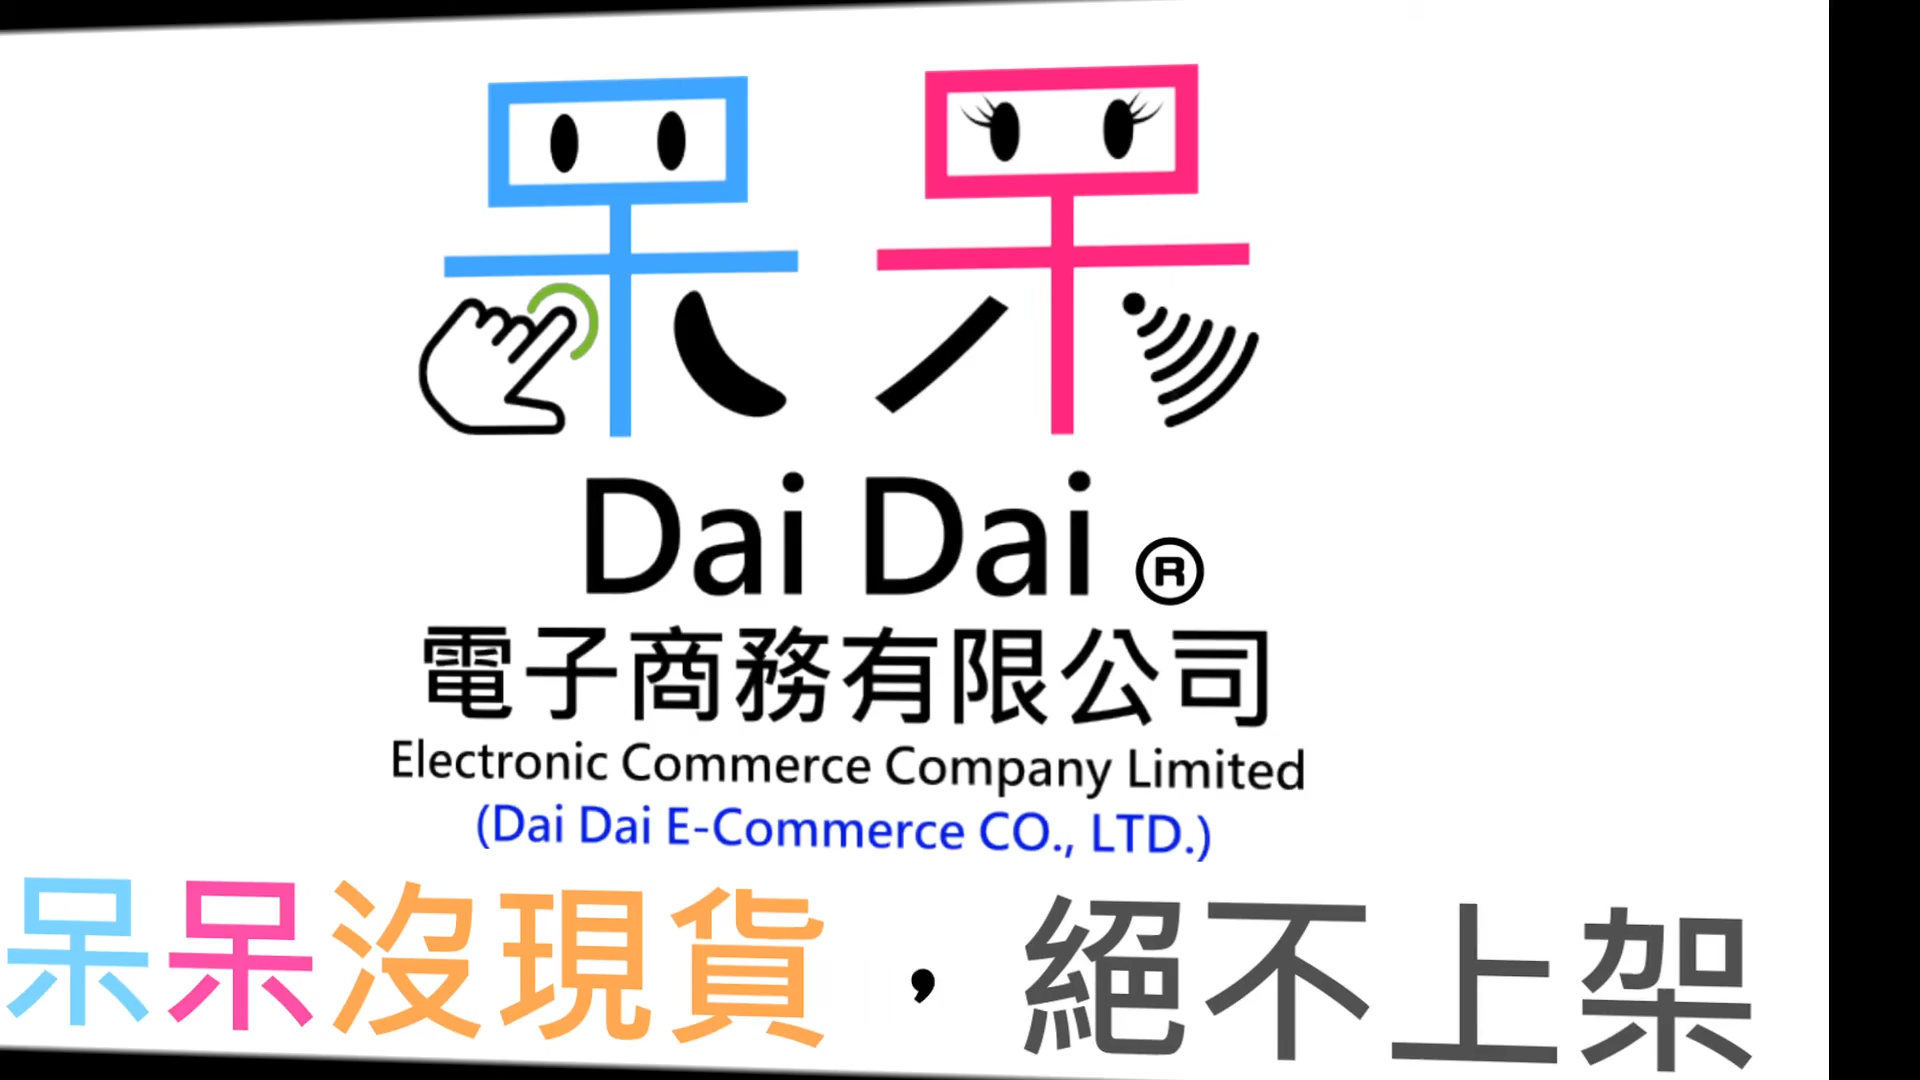 呆呆
Dai Dai ®
電子商務有限公司
Electronic Commerce Company Limited
(Dai Dai E-Commerce CO., LTD.)
呆呆沒現貨，絕不上架